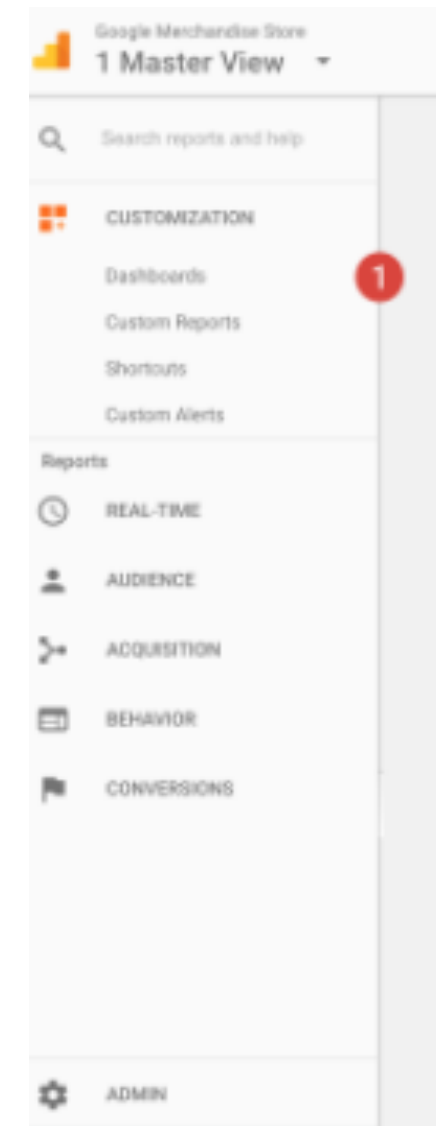 Google Merchandise Store
1 Master View
Search reports and help
CUSTOMIZATION
Dashboards
1
Custom Reports
Shortcuts
Custom Alerts
Reports
REAL-TIME
AUDIENCE
ACQUISITION
BEHAVIOR
CONVERSIONS
ADMIN